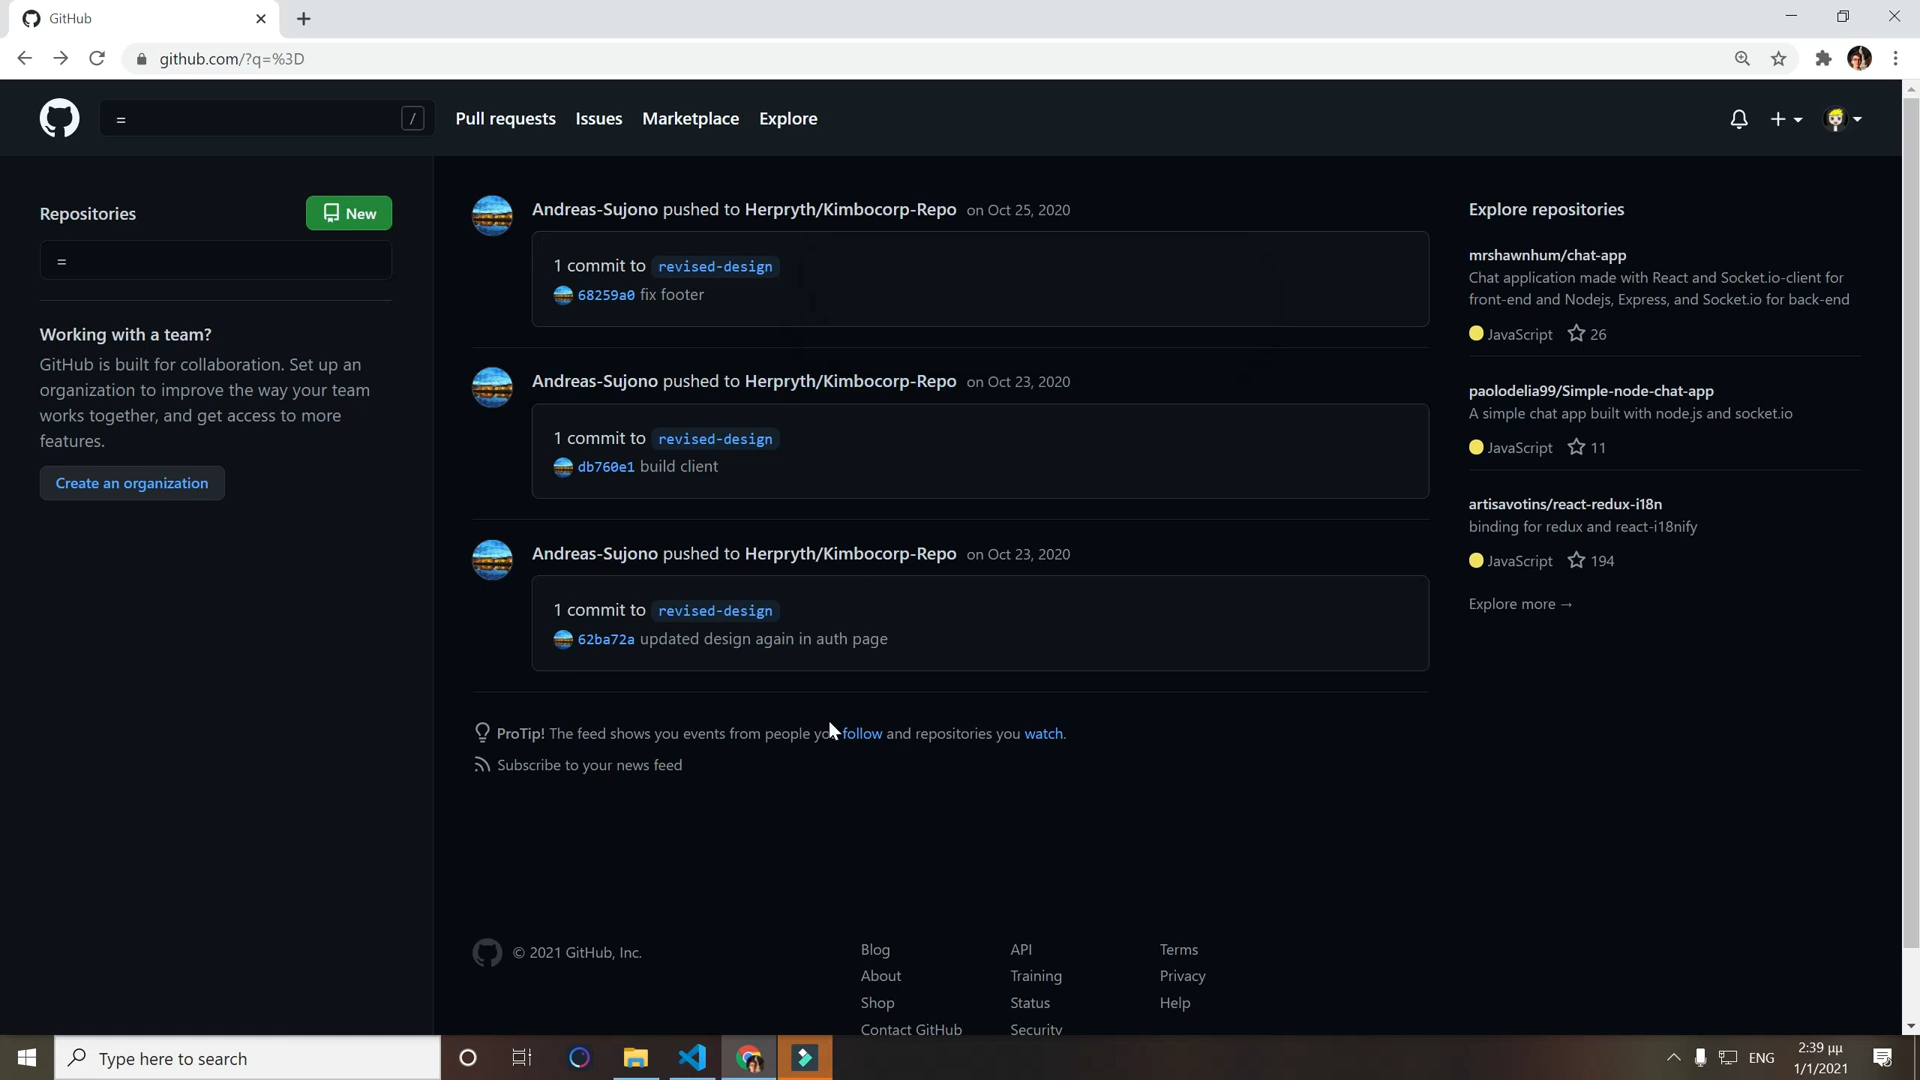 GitHub
github.com/?q=%3D
=
/
Pull requests
Issues
Marketplace
Explore
Repositories
New
=
Working with a team?
GitHub is built for collaboration. Set up an
organization to improve the way your team
works together, and get access to more
features.
Create an organization
Andreas-Sujono pushed to Herpryth/Kimbocorp-Repo on Oct 25, 2020
1 commit to revised-design
68259a0 fix footer
Andreas-Sujono pushed to Herpryth/Kimbocorp-Repo on Oct 23, 2020
1 commit to revised-design
db760e1 build client
Andreas-Sujono pushed to Herpryth/Kimbocorp-Repo on Oct 23, 2020
1 commit to revised-design
62ba72a updated design again in auth page
ProTip! The feed shows you events from people you follow and repositories you watch.
Subscribe to your news feed
Explore repositories
mrshawnhum/chat-app
Chat application made with React and Socket.io-client for
front-end and Nodejs, Express, and Socket.io for back-end
JavaScript 26
paolodelia99/Simple-node-chat-app
A simple chat app built with node.js and socket.io
JavaScript 11
artisavotins/react-redux-i18n
binding for redux and react-i18nify
JavaScript 194
Explore more →
© 2021 GitHub, Inc.
Blog
About
Shop
Contact GitHub
API
Training
Status
Security
Terms
Privacy
Help
Type here to search
ENG
2:39 μμ
1/1/2021